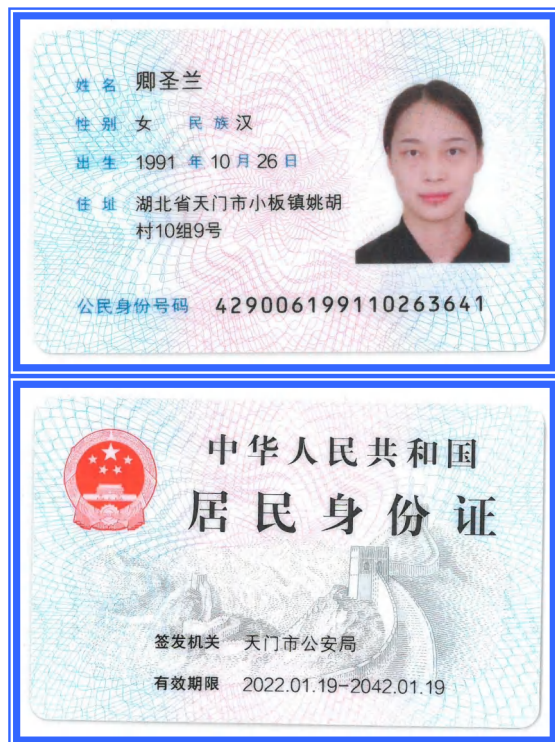 姓名 卿圣兰
性别 女 民族 汉
出生 1991 年 10 月 26 日
住址 湖北省天门市小板镇姚胡
村10组9号
公民身份号码 429006199110263641
中华人民共和国
居民身份证
签发机关 天门市公安局
有效期限 2022.01.19-2042.01.19